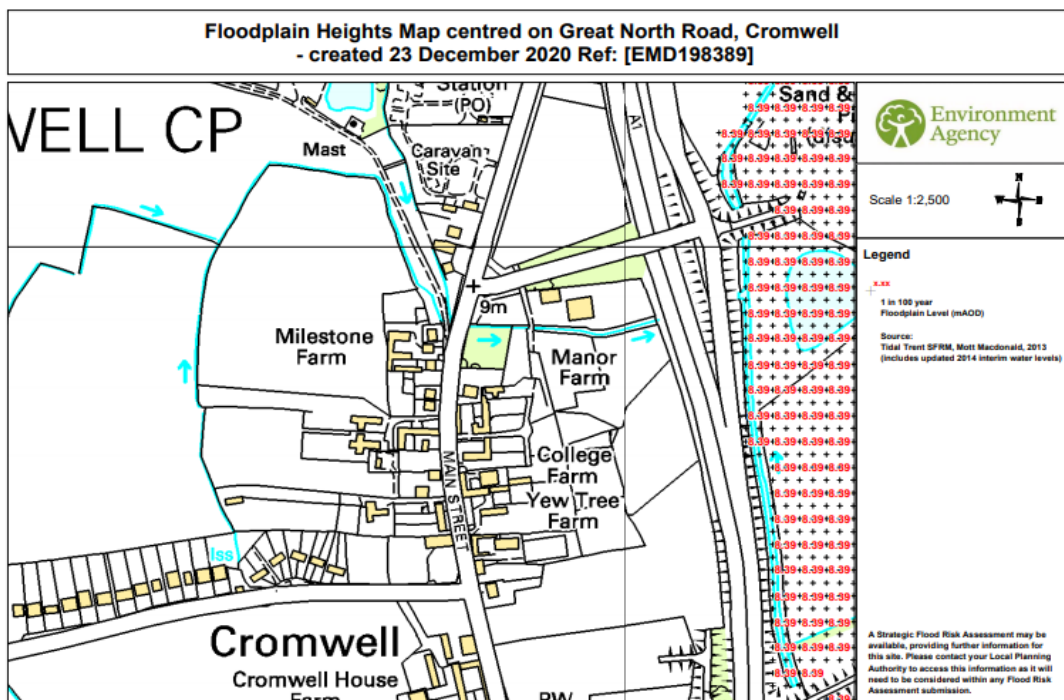 Floodplain Heights Map centred on Great North Road, Cromwell
- created 23 December 2020 Ref: [EMD198389]
WELL CP
Station
(PO)
Mast
Caravan
Site
A1
Sand &
9m
Milestone
Farm
Manor
Farm
MAIN STREET
College
Farm
Yew Tree
Farm
Iss
Cromwell
Cromwell House
Farm
PW
8.39
Environment
Agency
Scale 1:2,500
N
W
E
S
Legend
x.xx
1 in 100 year
Floodplain Level (mAOD)
Source:
Tidal Trent SFRM, Mott Macdonald, 2013
(includes updated 2014 interim water levels)
A Strategic Flood Risk Assessment may be
available, providing further information for
this site. Please contact your Local Planning
Authority to access this information as it will
need to be considered within any Flood Risk
Assessment submission.